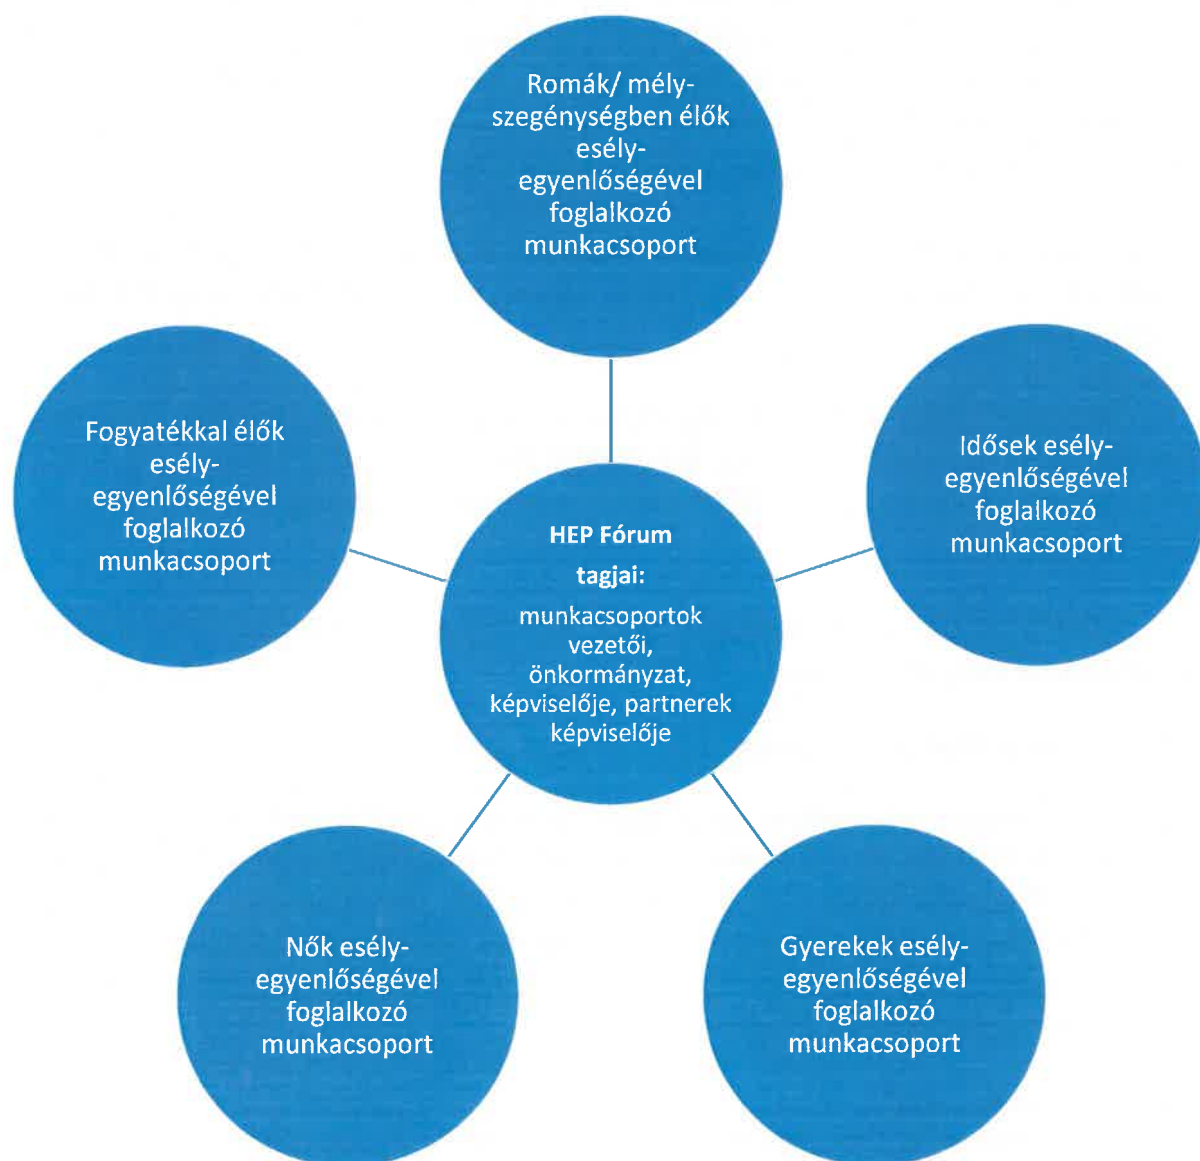 Romák/ mély-
szegénységben élők
esély-
egyenlőségével
foglalkozó
munkacsoport
Fogyatékkal élők
esély-
egyenlőségével
foglalkozó
munkacsoport
Idősek esély-
egyenlőségével
foglalkozó
munkacsoport
HEP Fórum
tagjai:
munkacsoportok
vezetői,
önkormányzat,
képviselője, partnerek
képviselője
Nők esély-
egyenlőségével
foglalkozó
munkacsoport
Gyerekek esély-
egyenlőségével
foglalkozó
munkacsoport